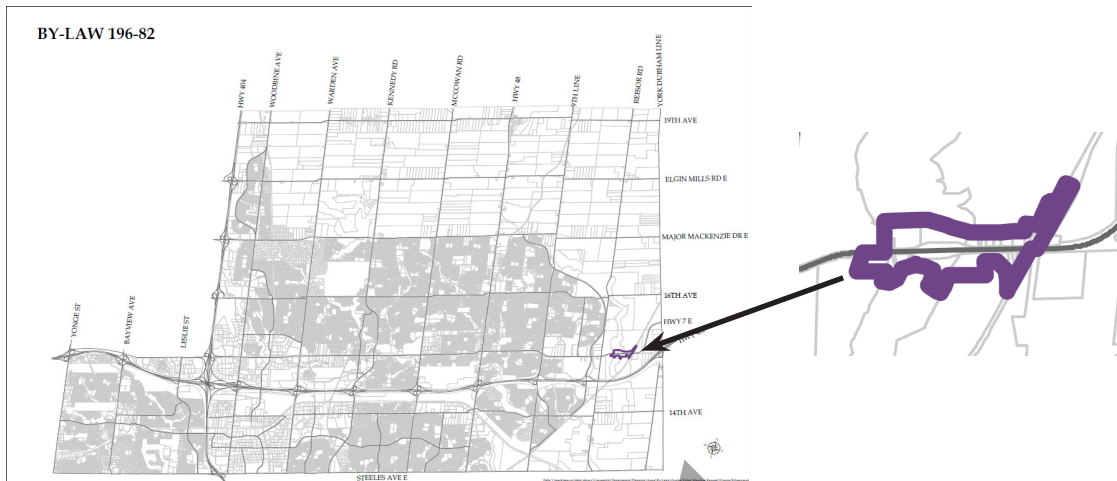 BY-LAW 196-82
HWY 404
WOODBINE AVE
WARDEN AVE
KENNEDY RD
MCCOWAN RD
HWY 48
9TH LINE
REESOR RD
YORK DURHAM LINE
19TH AVE
ELGIN MILLS RD E
MAJOR MACKENZIE DR E
16TH AVE
HWY 7 E
YONGE ST
BAYVIEW AVE
LESLIE ST
14TH AVE
STEELES AVE E